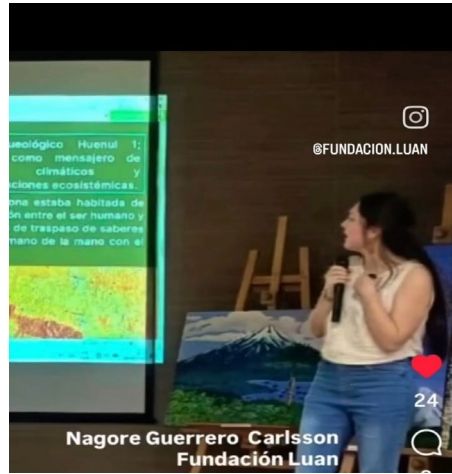 @FUNDACION.LUAN
ueológico Huenul 1;
como mensajero de
climáticos y
ciones ecosistémicas.
ona estaba habitada de
ón entre el ser humano y
de traspaso de saberes
mano de la mano con el
24
Nagore Guerrero Carlsson
Fundación Luan